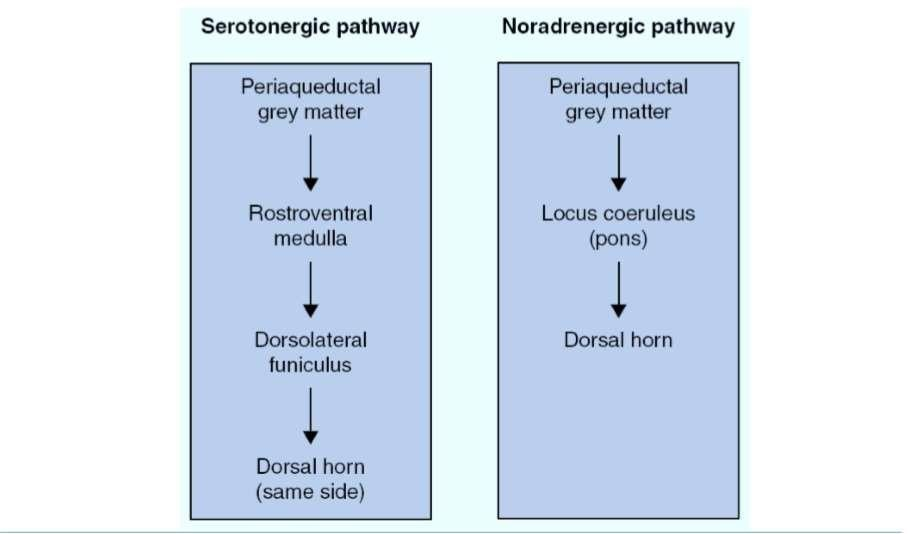 Serotonergic pathway
Periaqueductal
grey matter
Rostroventral
medulla
Dorsolateral
funiculus
Dorsal horn
(same side)
Noradrenergic pathway
Periaqueductal
grey matter
Locus coeruleus
(pons)
Dorsal horn